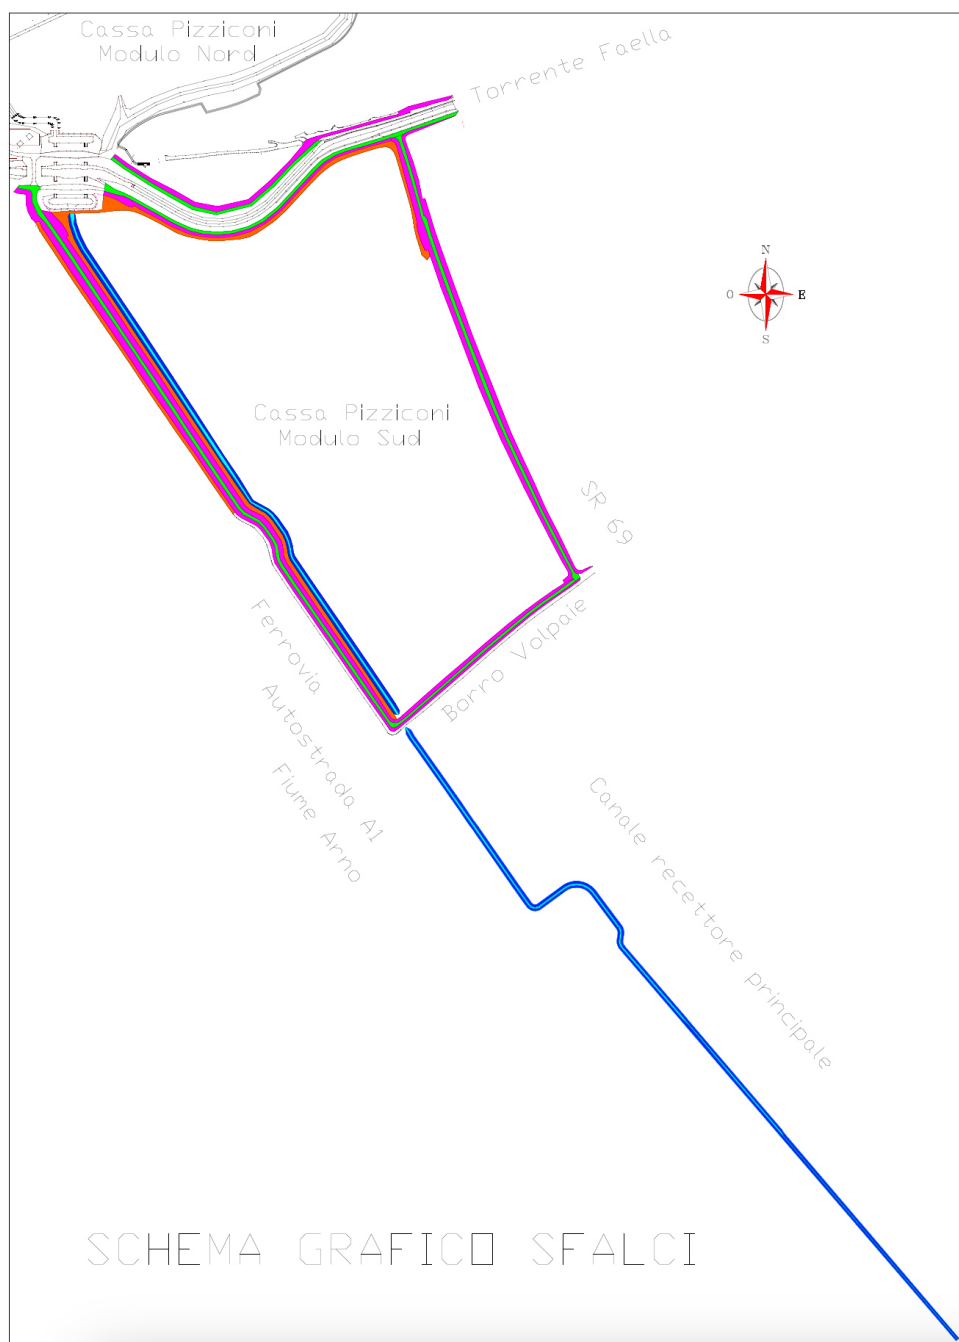 Cassa Pizziconi
Modulo Nord
Torrente Faella
N
O
E
S
Cassa Pizziconi
Modulo Sud
SR 69
Borro Volpaie
Ferrovia
Autostrada A1
Fiume Arno
Canale recettore principale
SCHEMA GRAFICO SFALCI